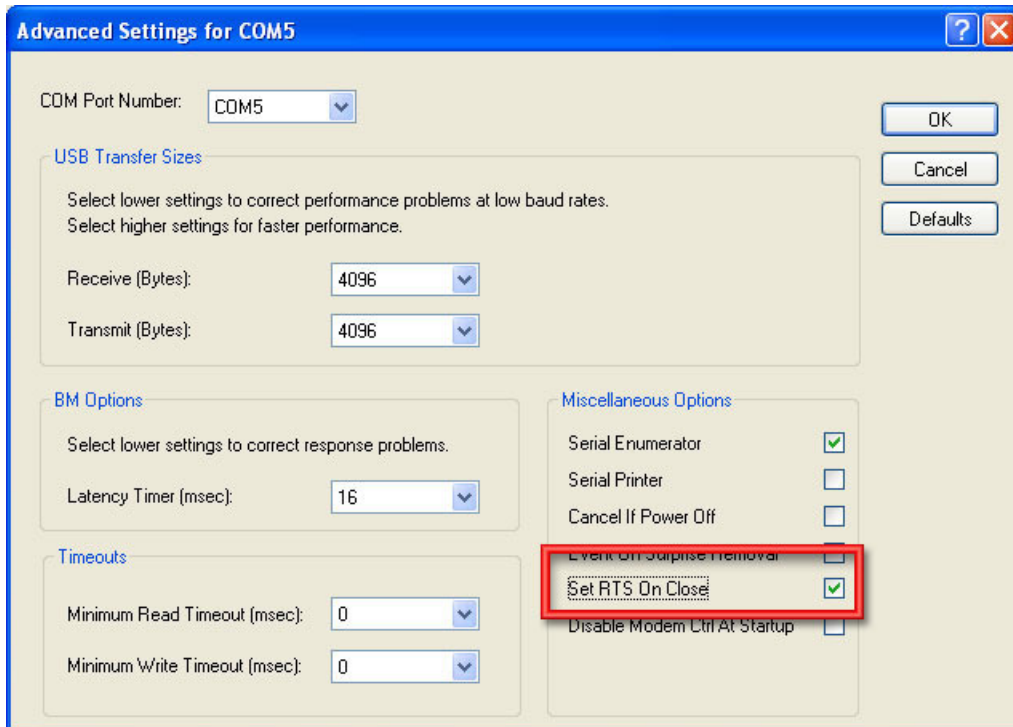 Advanced Settings for COM5
COM Port Number: COM5
OK
Cancel
Defaults
USB Transfer Sizes
Select lower settings to correct performance problems at low baud rates.
Select higher settings for faster performance.
Receive (Bytes): 4096
Transmit (Bytes): 4096
BM Options
Select lower settings to correct response problems.
Latency Timer (msec): 16
Timeouts
Minimum Read Timeout (msec): 0
Minimum Write Timeout (msec): 0
Miscellaneous Options
Serial Enumerator
Serial Printer
Cancel If Power Off
Event On Surprise Removal
Set RTS On Close
Disable Modem Ctrl At Startup